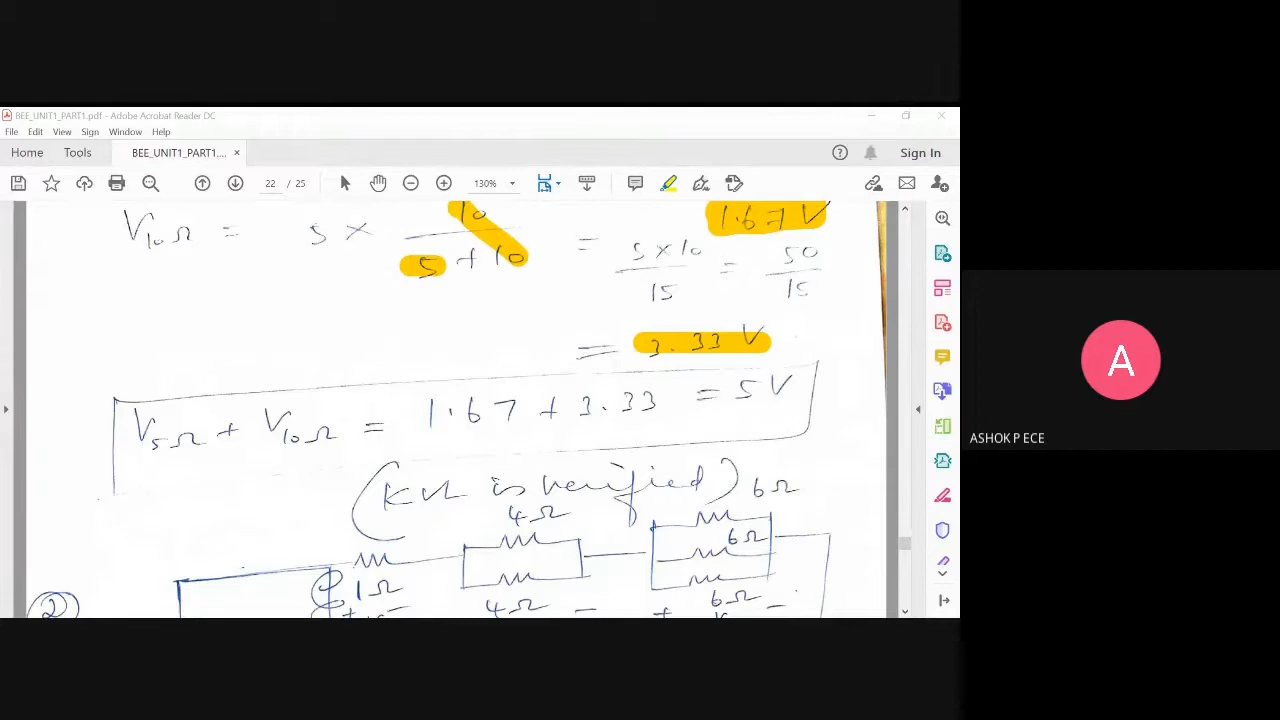 BEE_UNIT1_PART1.pdf - Adobe Acrobat Reader DC
File Edit View Sign Window Help
Home Tools BEE_UNIT1_PART1.... × Sign In
22 / 25 130%
1.67 V
V10Ω = 5 × 10 / 5 + 10 = 5 × 10 / 15 = 50 / 15
= 3.33 V
V5Ω + V10Ω = 1.67 + 3.33 = 5V
(KVL is verified)
6Ω
4Ω
6Ω
1Ω
4Ω
6Ω
2
A
ASHOK P ECE